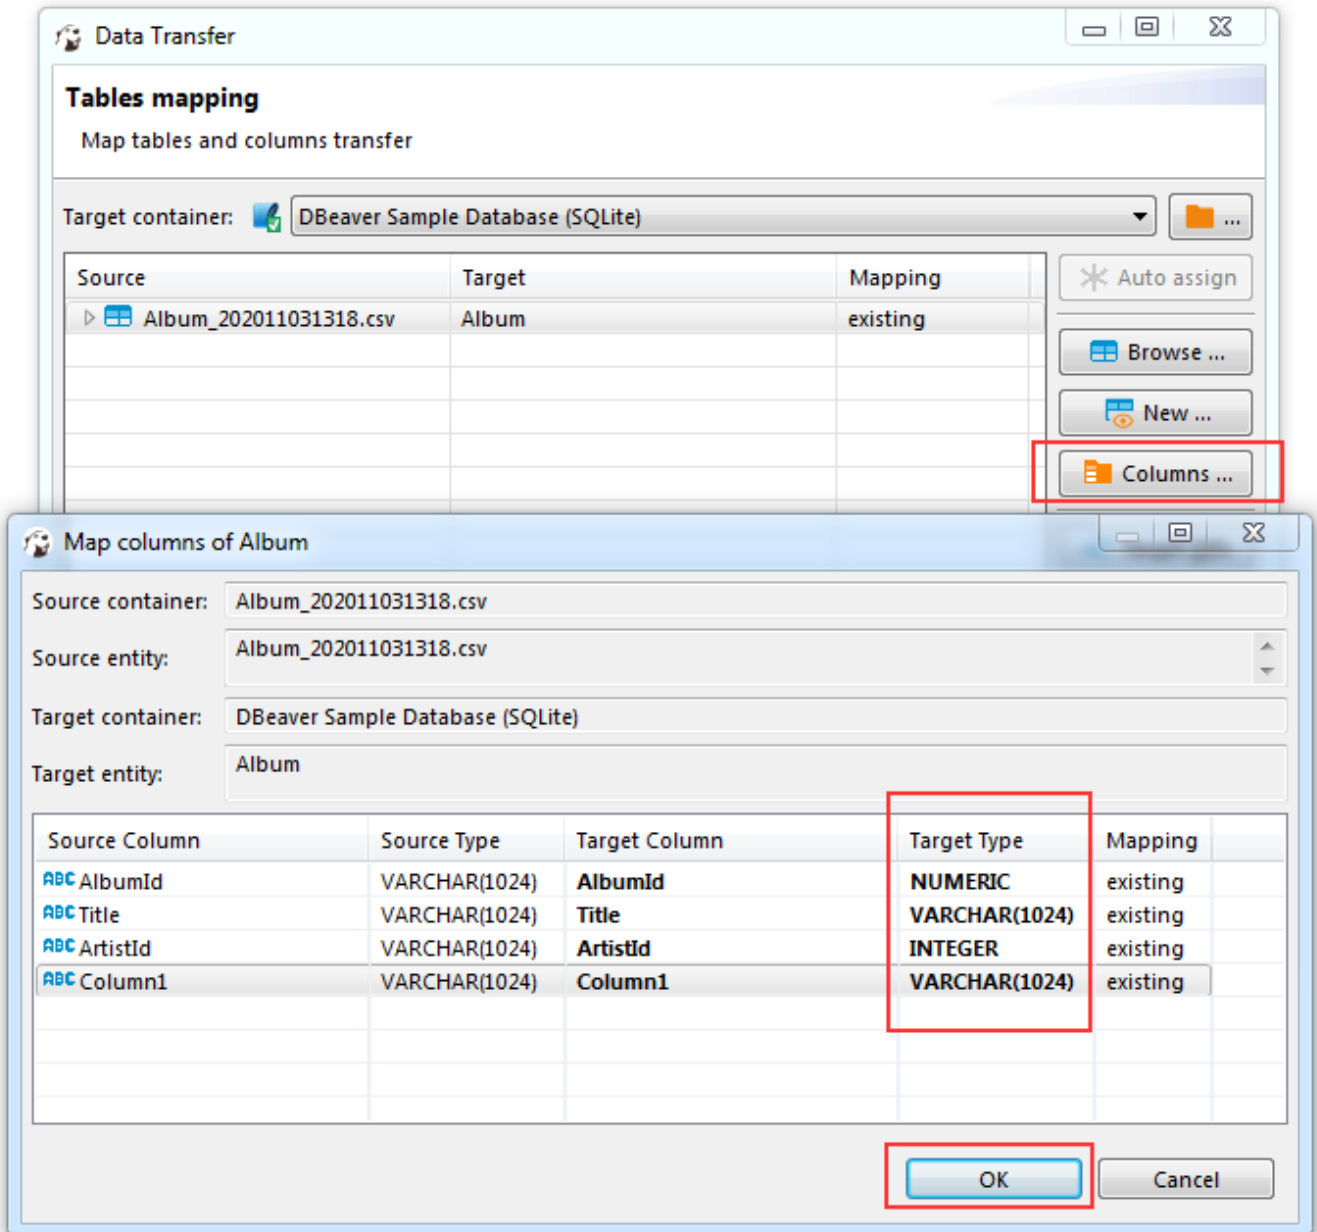 Data Transfer
Tables mapping
Map tables and columns transfer
Target container: DBeaver Sample Database (SQLite) ...
Source Target Mapping
Auto assign
Album_202011031318.csv Album existing
Browse ...
New ...
Columns ...
Map columns of Album
Source container: Album_202011031318.csv
Source entity: Album_202011031318.csv
Target container: DBeaver Sample Database (SQLite)
Target entity: Album
Source Column Source Type Target Column Target Type Mapping
ABC AlbumId VARCHAR(1024) AlbumId NUMERIC existing
ABC Title VARCHAR(1024) Title VARCHAR(1024) existing
ABC ArtistId VARCHAR(1024) ArtistId INTEGER existing
ABC Column1 VARCHAR(1024) Column1 VARCHAR(1024) existing
OK Cancel